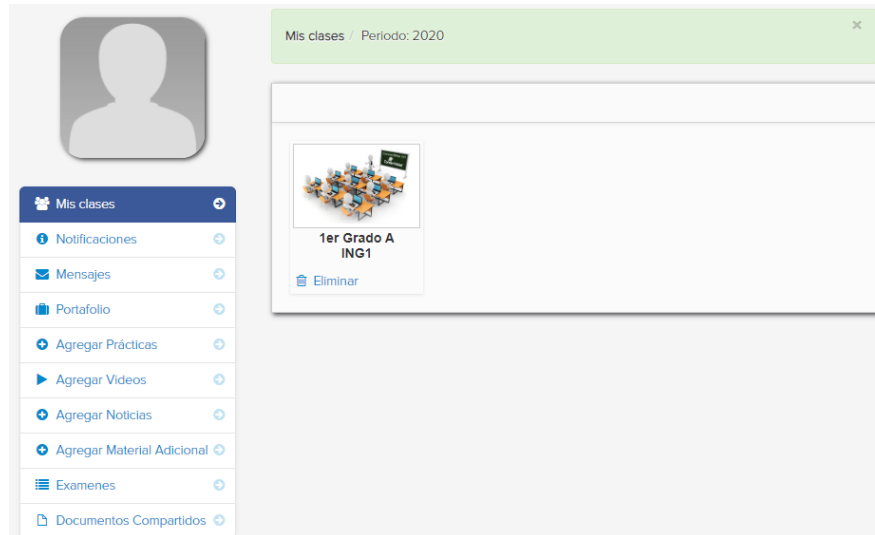 Mis clases / Periodo: 2020
×
Mis clases
Notificaciones
Mensajes
Portafolio
Agregar Prácticas
Agregar Videos
Agregar Noticias
Agregar Material Adicional
Examenes
Documentos Compartidos
1er Grado A
ING1
Eliminar